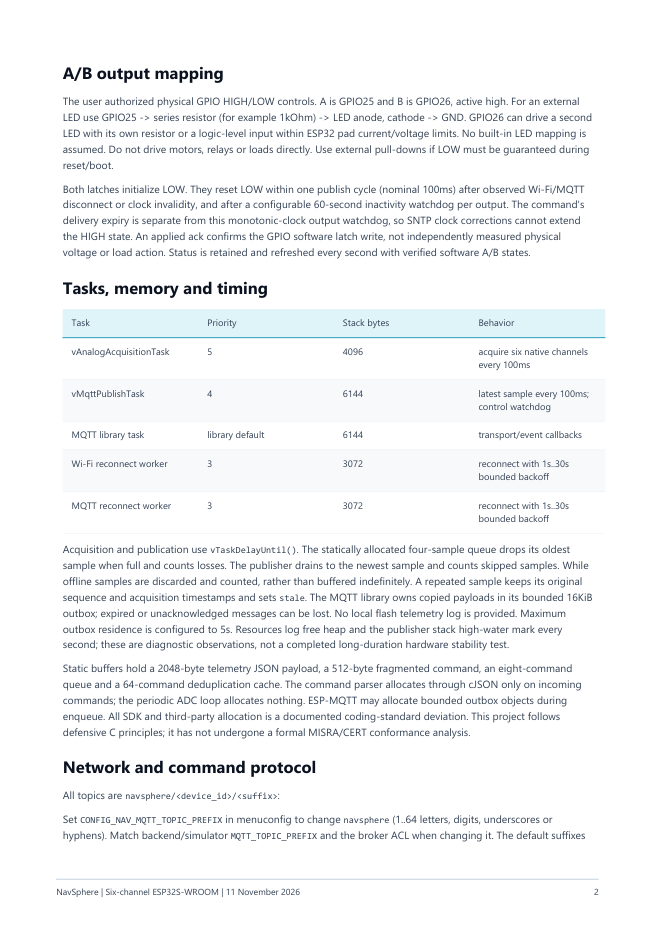 A/B output mapping
The user authorized physical GPIO HIGH/LOW controls. A is GPIO25 and B is GPIO26, active high. For an external
LED use GPIO25 -> series resistor (for example 1kOhm) -> LED anode, cathode -> GND. GPIO26 can drive a second
LED with its own resistor or a logic-level input within ESP32 pad current/voltage limits. No built-in LED mapping is
assumed. Do not drive motors, relays or loads directly. Use external pull-downs if LOW must be guaranteed during
reset/boot.
Both latches initialize LOW. They reset LOW within one publish cycle (nominal 100ms) after observed Wi-Fi/MQTT
disconnect or clock invalidity, and after a configurable 60-second inactivity watchdog per output. The command's
delivery expiry is separate from this monotonic-clock output watchdog, so SNTP clock corrections cannot extend
the HIGH state. An applied ack confirms the GPIO software latch write, not independently measured physical
voltage or load action. Status is retained and refreshed every second with verified software A/B states.
Tasks, memory and timing
Task Priority Stack bytes Behavior
vAnalogAcquisitionTask 5 4096 acquire six native channels
every 100ms
vMqttPublishTask 4 6144 latest sample every 100ms;
control watchdog
MQTT library task library default 6144 transport/event callbacks
Wi-Fi reconnect worker 3 3072 reconnect with 1s..30s
bounded backoff
MQTT reconnect worker 3 3072 reconnect with 1s..30s
bounded backoff
Acquisition and publication use vTaskDelayUntil(). The statically allocated four-sample queue drops its oldest
sample when full and counts losses. The publisher drains to the newest sample and counts skipped samples. While
offline samples are discarded and counted, rather than buffered indefinitely. A repeated sample keeps its original
sequence and acquisition timestamps and sets stale. The MQTT library owns copied payloads in its bounded 16KiB
outbox; expired or unacknowledged messages can be lost. No local flash telemetry log is provided. Maximum
outbox residence is configured to 5s. Resources log free heap and the publisher stack high-water mark every
second; these are diagnostic observations, not a completed long-duration hardware stability test.
Static buffers hold a 2048-byte telemetry JSON payload, a 512-byte fragmented command, an eight-command
queue and a 64-command deduplication cache. The command parser allocates through cJSON only on incoming
commands; the periodic ADC loop allocates nothing. ESP-MQTT may allocate bounded outbox objects during
enqueue. All SDK and third-party allocation is a documented coding-standard deviation. This project follows
defensive C principles; it has not undergone a formal MISRA/CERT conformance analysis.
Network and command protocol
All topics are navsphere/<device_id>/<suffix>:
Set CONFIG_NAV_MQTT_TOPIC_PREFIX in menuconfig to change navsphere (1..64 letters, digits, underscores or
hyphens). Match backend/simulator MQTT_TOPIC_PREFIX and the broker ACL when changing it. The default suffixes
NavSphere | Six-channel ESP32S-WROOM | 11 November 2026 2